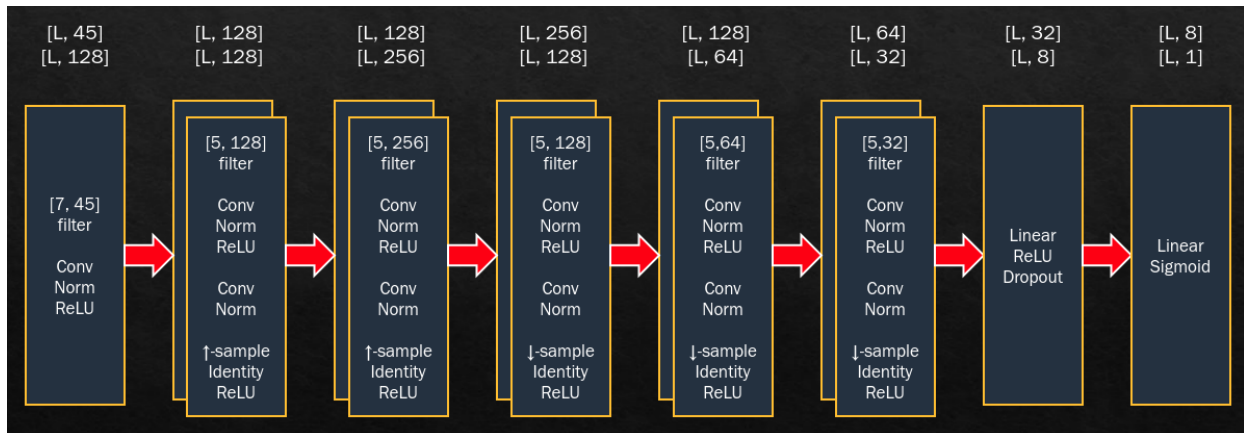 [L, 45]
[L, 128]
[L, 128]
[L, 128]
[L, 128]
[L, 256]
[L, 256]
[L, 128]
[L, 128]
[L, 64]
[L, 64]
[L, 32]
[L, 32]
[L, 8]
[L, 8]
[L, 1]
[7, 45]
filter
Conv
Norm
ReLU
[5, 128]
filter
Conv
Norm
ReLU
Conv
Norm
↑-sample
Identity
ReLU
[5, 256]
filter
Conv
Norm
ReLU
Conv
Norm
↑-sample
Identity
ReLU
[5, 128]
filter
Conv
Norm
ReLU
Conv
Norm
↓-sample
Identity
ReLU
[5,64]
filter
Conv
Norm
ReLU
Conv
Norm
↓-sample
Identity
ReLU
[5,32]
filter
Conv
Norm
ReLU
Conv
Norm
↓-sample
Identity
ReLU
Linear
ReLU
Dropout
Linear
Sigmoid